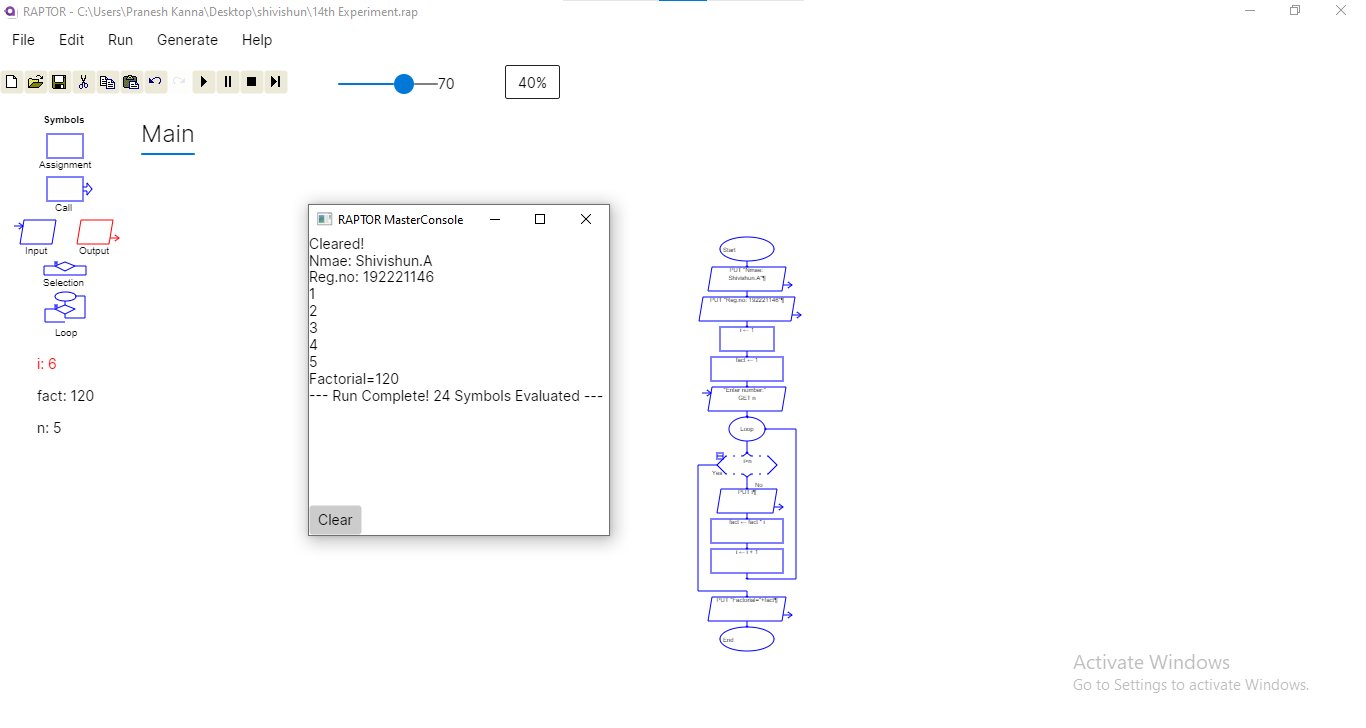 RAPTOR - C:\Users\Pranesh Kanna\Desktop\shivishun\14th Experiment.rap
File Edit Run Generate Help
70
40%
Symbols
Assignment
Call
Input Output
Selection
Loop
i: 6
fact: 120
n: 5
Main
RAPTOR MasterConsole
Cleared!
Nmae: Shivishun.A
Reg.no: 192221146
1
2
3
4
5
Factorial=120
--- Run Complete! 24 Symbols Evaluated ---
Clear
Start
PUT "Nmae:
Shivishun.A"¶
PUT "Reg.no: 192221146"¶
i ← 1
fact ← 1
"Enter number:"
GET n
Loop
Yes
No
PUT i¶
fact ← fact * i
i ← i + 1
PUT "Factorial="+fact¶
End
Activate Windows
Go to Settings to activate Windows.